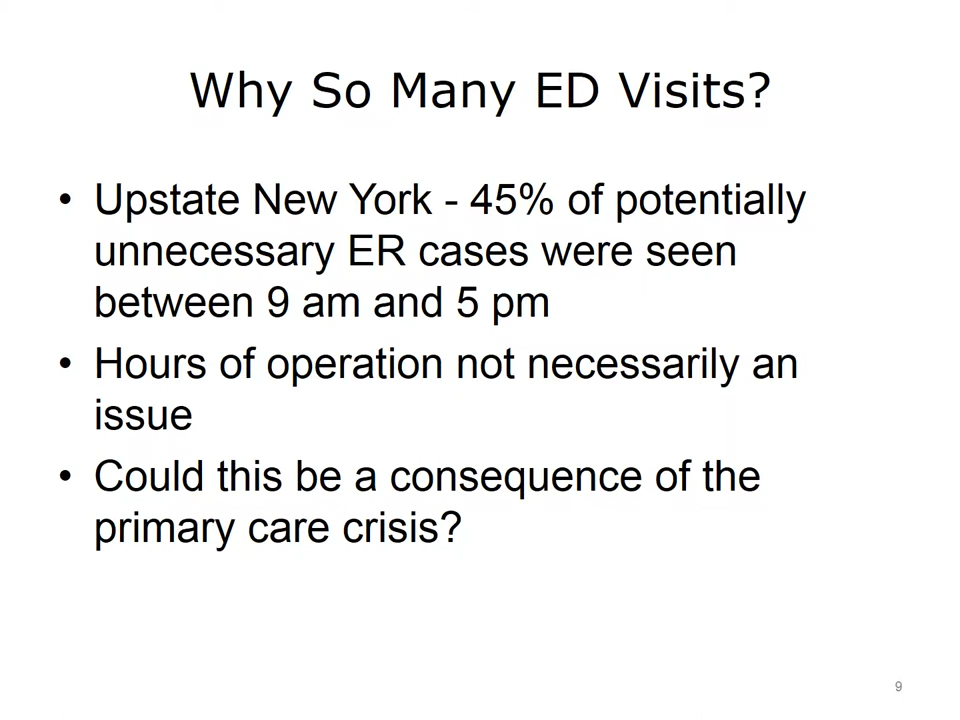 Why So Many ED Visits?
• Upstate New York - 45% of potentially
unnecessary ER cases were seen
between 9 am and 5 pm
• Hours of operation not necessarily an
issue
• Could this be a consequence of the
primary care crisis?
9